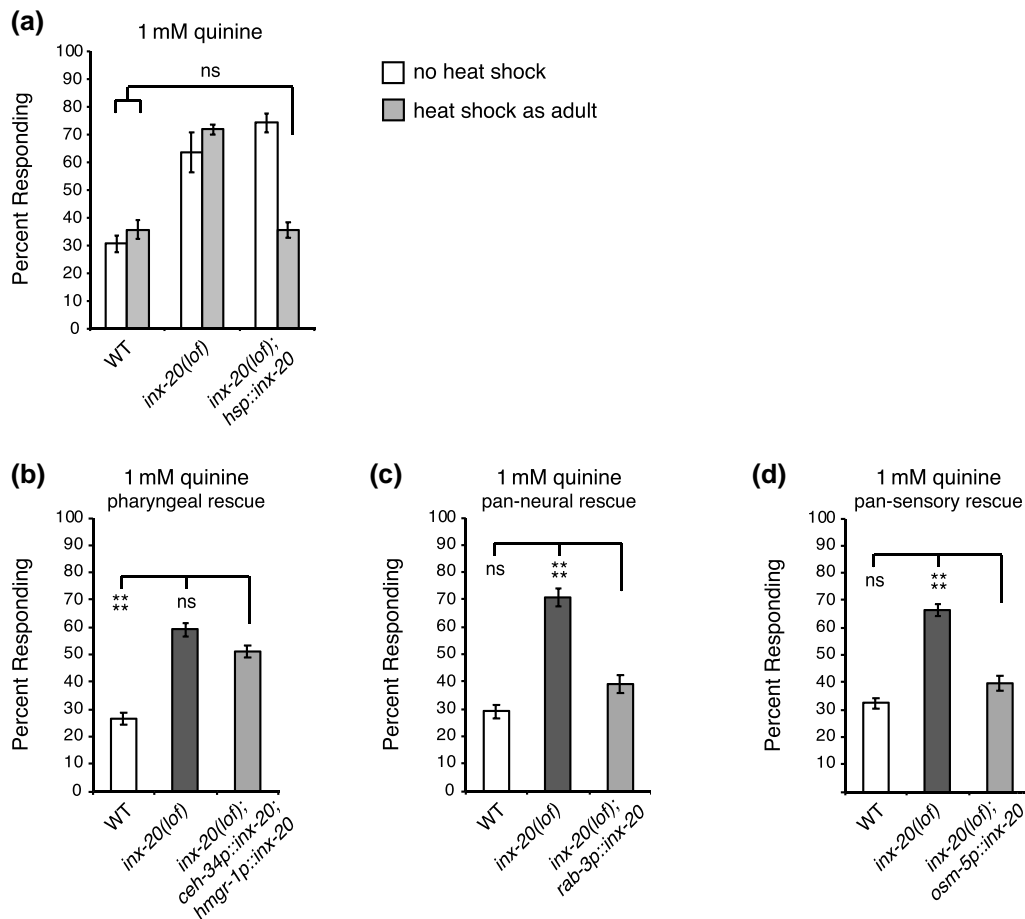 (a)
1 mM quinine
100
90
80
70
60
50
40
30
20
10
0
Percent Responding
ns
WT
inx-20(lof)
inx-20(lof);
hsp::inx-20
no heat shock
heat shock as adult
(b)
1 mM quinine
pharyngeal rescue
100
90
80
70
60
50
40
30
20
10
0
Percent Responding
**
**
ns
WT
inx-20(lof)
inx-20(lof);
ceh-34p::inx-20;
hmgr-1p::inx-20
(c)
1 mM quinine
pan-neural rescue
100
90
80
70
60
50
40
30
20
10
0
Percent Responding
ns
**
**
WT
inx-20(lof)
inx-20(lof);
rab-3p::inx-20
(d)
1 mM quinine
pan-sensory rescue
100
90
80
70
60
50
40
30
20
10
0
Percent Responding
ns
**
**
WT
inx-20(lof)
inx-20(lof);
osm-5p::inx-20